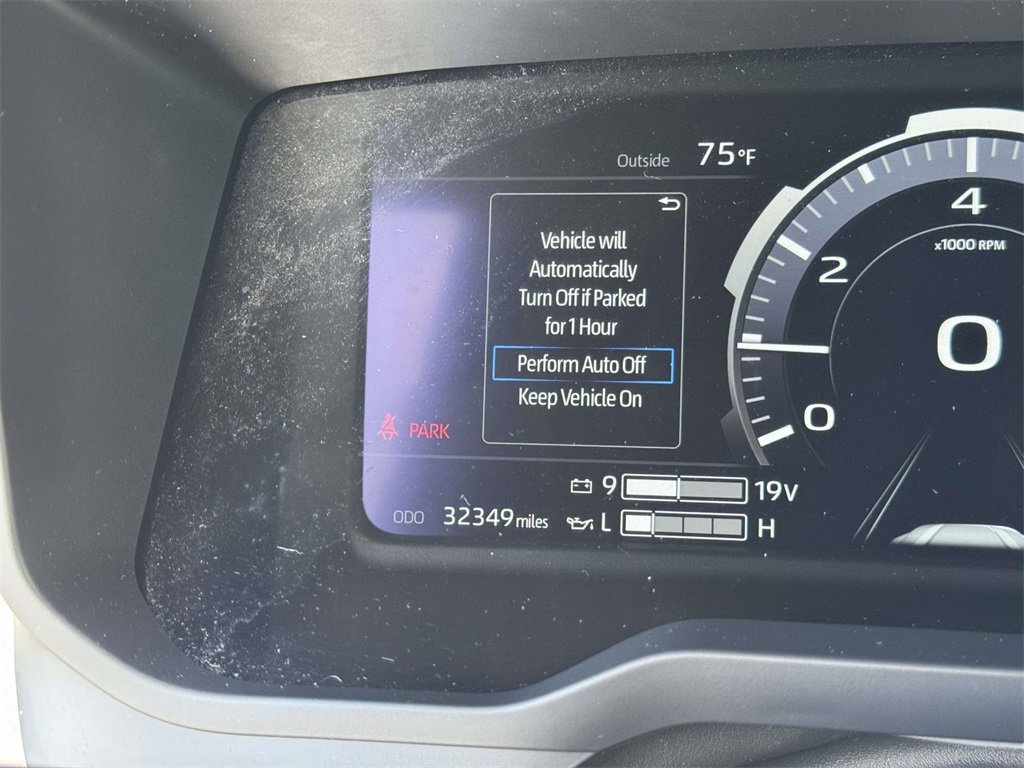 Outside 75°F
Vehicle will
Automatically
Turn Off if Parked
for 1 Hour
Perform Auto Off
Keep Vehicle On
PARK
ODO 32349 miles
9 19V
L H
4
x1000 RPM
2
0
0